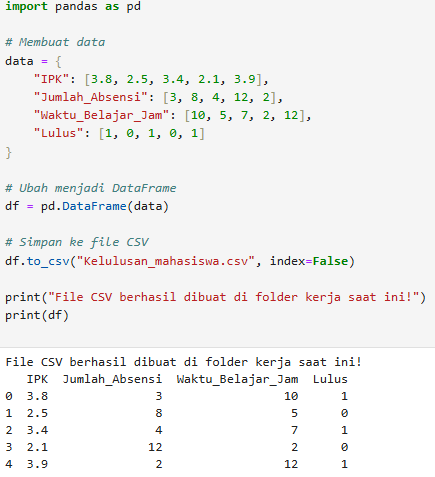 import pandas as pd
# Membuat data
data = {
    "IPK": [3.8, 2.5, 3.4, 2.1, 3.9],
    "Jumlah_Absensi": [3, 8, 4, 12, 2],
    "Waktu_Belajar_Jam": [10, 5, 7, 2, 12],
    "Lulus": [1, 0, 1, 0, 1]
}
# Ubah menjadi DataFrame
df = pd.DataFrame(data)
# Simpan ke file CSV
df.to_csv("Kelulusan_mahasiswa.csv", index=False)
print("File CSV berhasil dibuat di folder kerja saat ini!")
print(df)
File CSV berhasil dibuat di folder kerja saat ini!
   IPK  Jumlah_Absensi  Waktu_Belajar_Jam  Lulus
0  3.8               3                 10      1
1  2.5               8                  5      0
2  3.4               4                  7      1
3  2.1              12                  2      0
4  3.9               2                 12      1